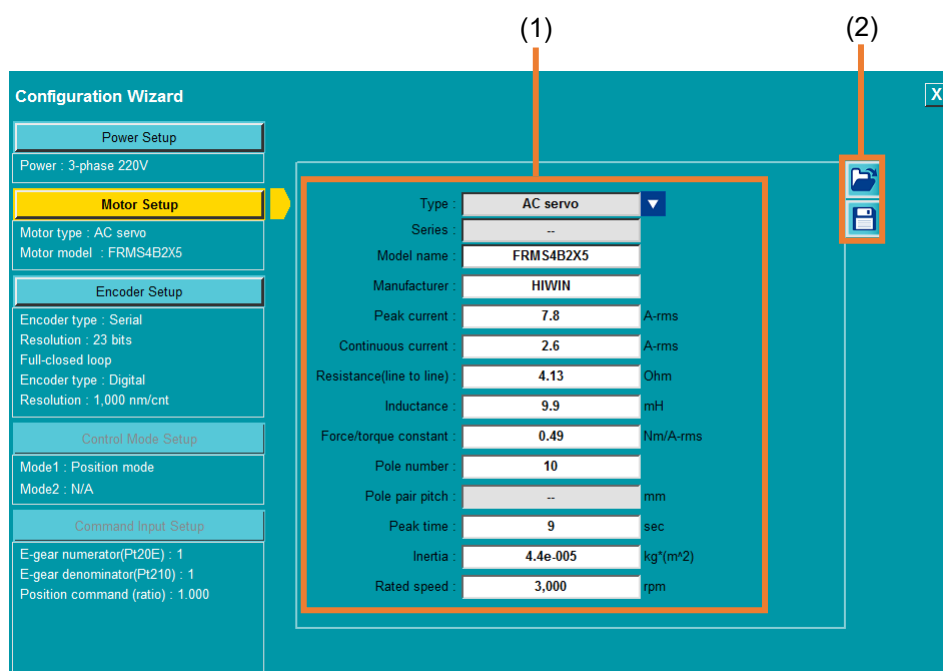 (1) (2)
Configuration Wizard X
Power Setup
Power : 3-phase 220V
Motor Setup
Motor type : AC servo
Motor model : FRMS4B2X5
Encoder Setup
Encoder type : Serial
Resolution : 23 bits
Full-closed loop
Encoder type : Digital
Resolution : 1,000 nm/cnt
Control Mode Setup
Mode1 : Position mode
Mode2 : N/A
Command Input Setup
E-gear numerator(Pt20E) : 1
E-gear denominator(Pt210) : 1
Position command (ratio) : 1.000
Type : AC servo
Series : --
Model name : FRMS4B2X5
Manufacturer : HIWIN
Peak current : 7.8 A-rms
Continuous current : 2.6 A-rms
Resistance(line to line) : 4.13 Ohm
Inductance : 9.9 mH
Force/torque constant : 0.49 Nm/A-rms
Pole number : 10
Pole pair pitch : -- mm
Peak time : 9 sec
Inertia : 4.4e-005 kg*(m^2)
Rated speed : 3,000 rpm